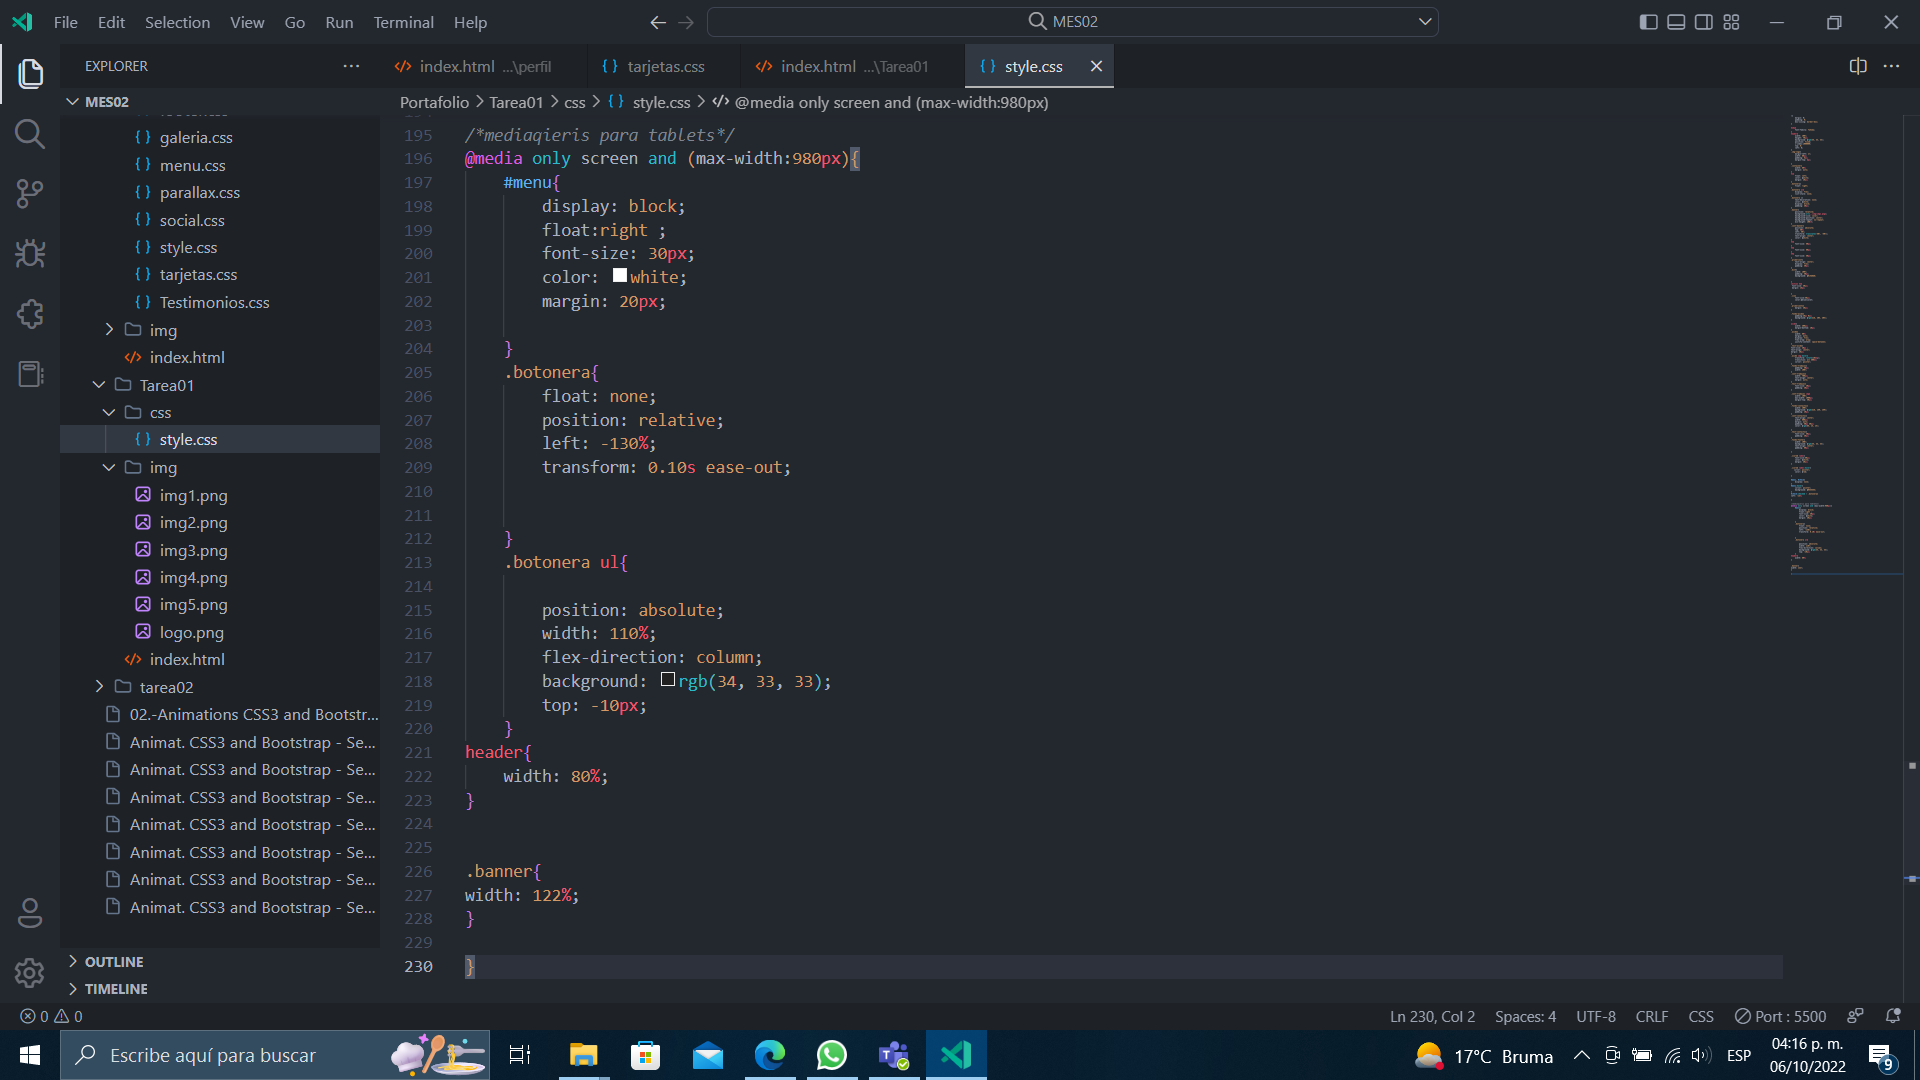 File Edit Selection View Go Run Terminal Help
MES02
EXPLORER
index.html ...\perfil
tarjetas.css
index.html ...\Tarea01
style.css
MES02
galeria.css
menu.css
parallax.css
social.css
style.css
tarjetas.css
Testimonios.css
img
index.html
Tarea01
css
style.css
img
img1.png
img2.png
img3.png
img4.png
img5.png
logo.png
index.html
tarea02
02.-Animations CSS3 and Bootstr...
Animat. CSS3 and Bootstrap - Se...
Animat. CSS3 and Bootstrap - Se...
Animat. CSS3 and Bootstrap - Se...
Animat. CSS3 and Bootstrap - Se...
Animat. CSS3 and Bootstrap - Se...
Animat. CSS3 and Bootstrap - Se...
Animat. CSS3 and Bootstrap - Se...
OUTLINE
TIMELINE
Portafolio > Tarea01 > css > style.css > @media only screen and (max-width:980px)
195 /*mediaqieris para tablets*/
196 @media only screen and (max-width:980px){
197 #menu{
198 display: block;
199 float:right ;
200 font-size: 30px;
201 color: white;
202 margin: 20px;
203
204 }
205 .botonera{
206 float: none;
207 position: relative;
208 left: -130%;
209 transform: 0.10s ease-out;
210
211
212 }
213 .botonera ul{
214
215 position: absolute;
216 width: 110%;
217 flex-direction: column;
218 background: rgb(34, 33, 33);
219 top: -10px;
220 }
221 header{
222 width: 80%;
223 }
224
225
226 .banner{
227 width: 122%;
228 }
229
230 }
0 0
Ln 230, Col 2 Spaces: 4 UTF-8 CRLF CSS Port : 5500
Escribe aquí para buscar
17°C Bruma
ESP
04:16 p. m.
06/10/2022
9